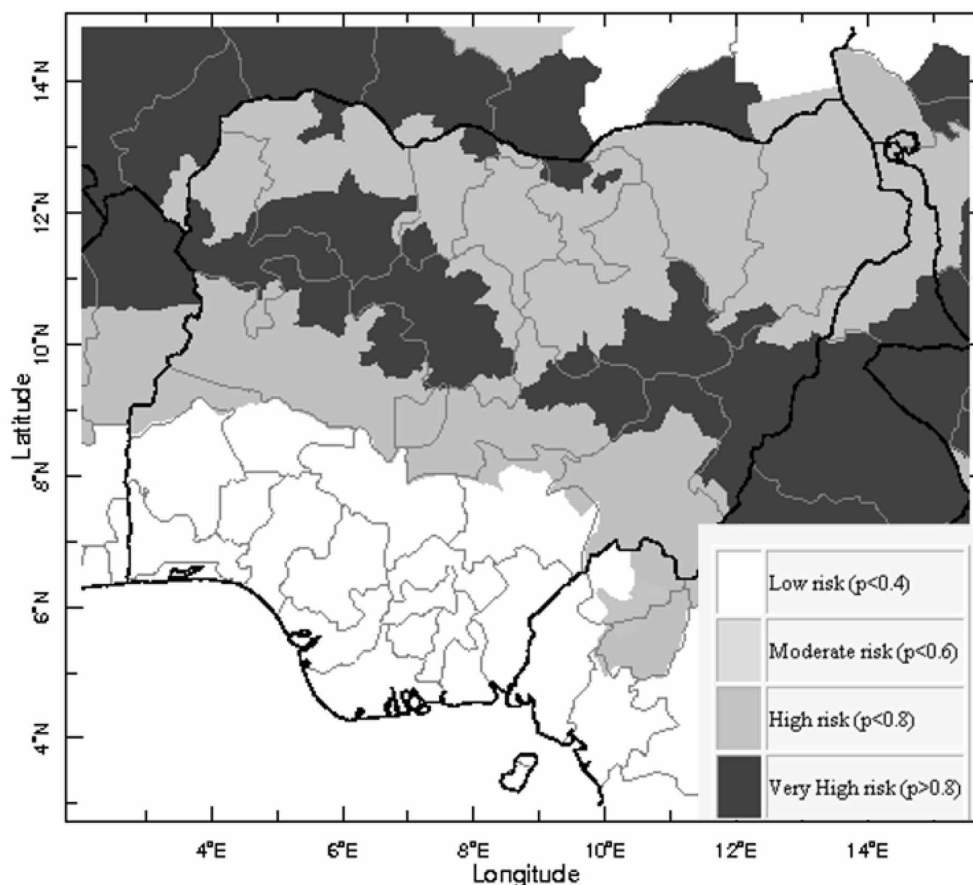 14°N
12°N
10°N
8°N
6°N
4°N
Latitude
4°E
6°E
8°E
10°E
12°E
14°E
Longitude
Low risk (p<0.4)
Moderate risk (p<0.6)
High risk (p<0.8)
Very High risk (p>0.8)